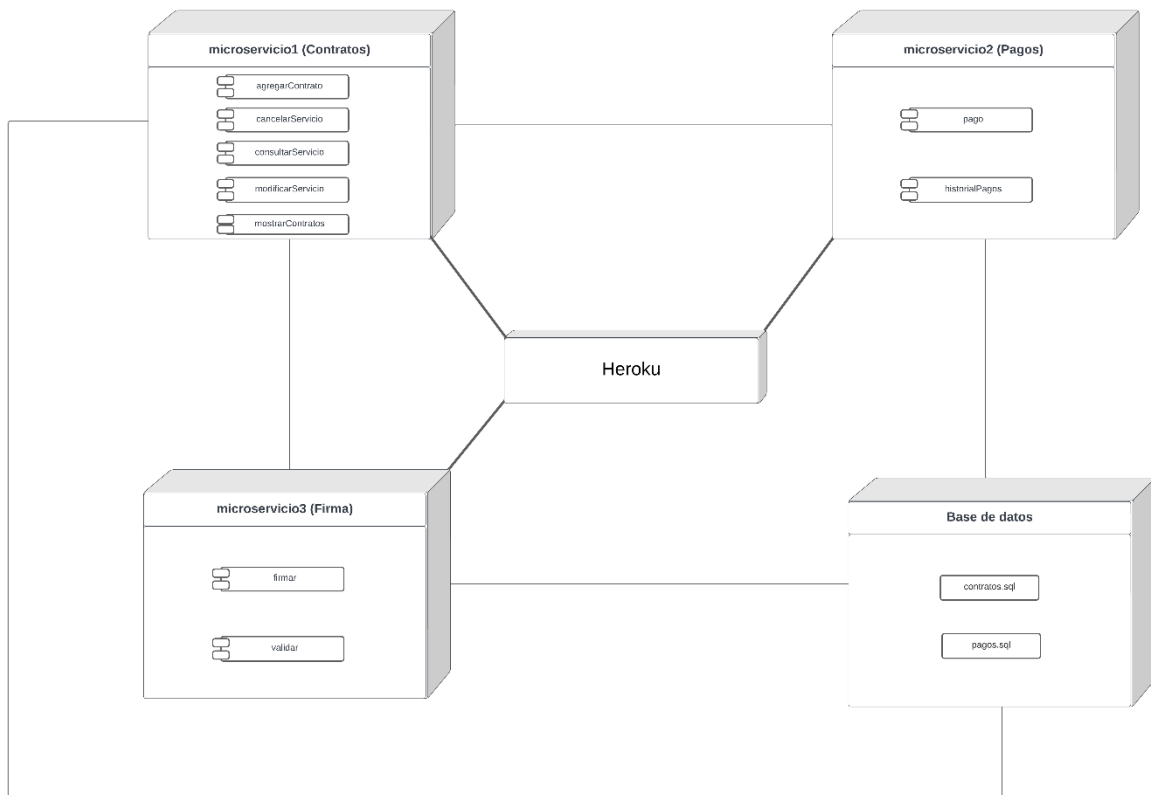 microservicio1 (Contratos)
agregarContrato
cancelarServicio
consultarServicio
modificarServicio
mostrarContratos
microservicio2 (Pagos)
pago
historialPagos
Heroku
microservicio3 (Firma)
firmar
validar
Base de datos
contratos.sql
pagos.sql